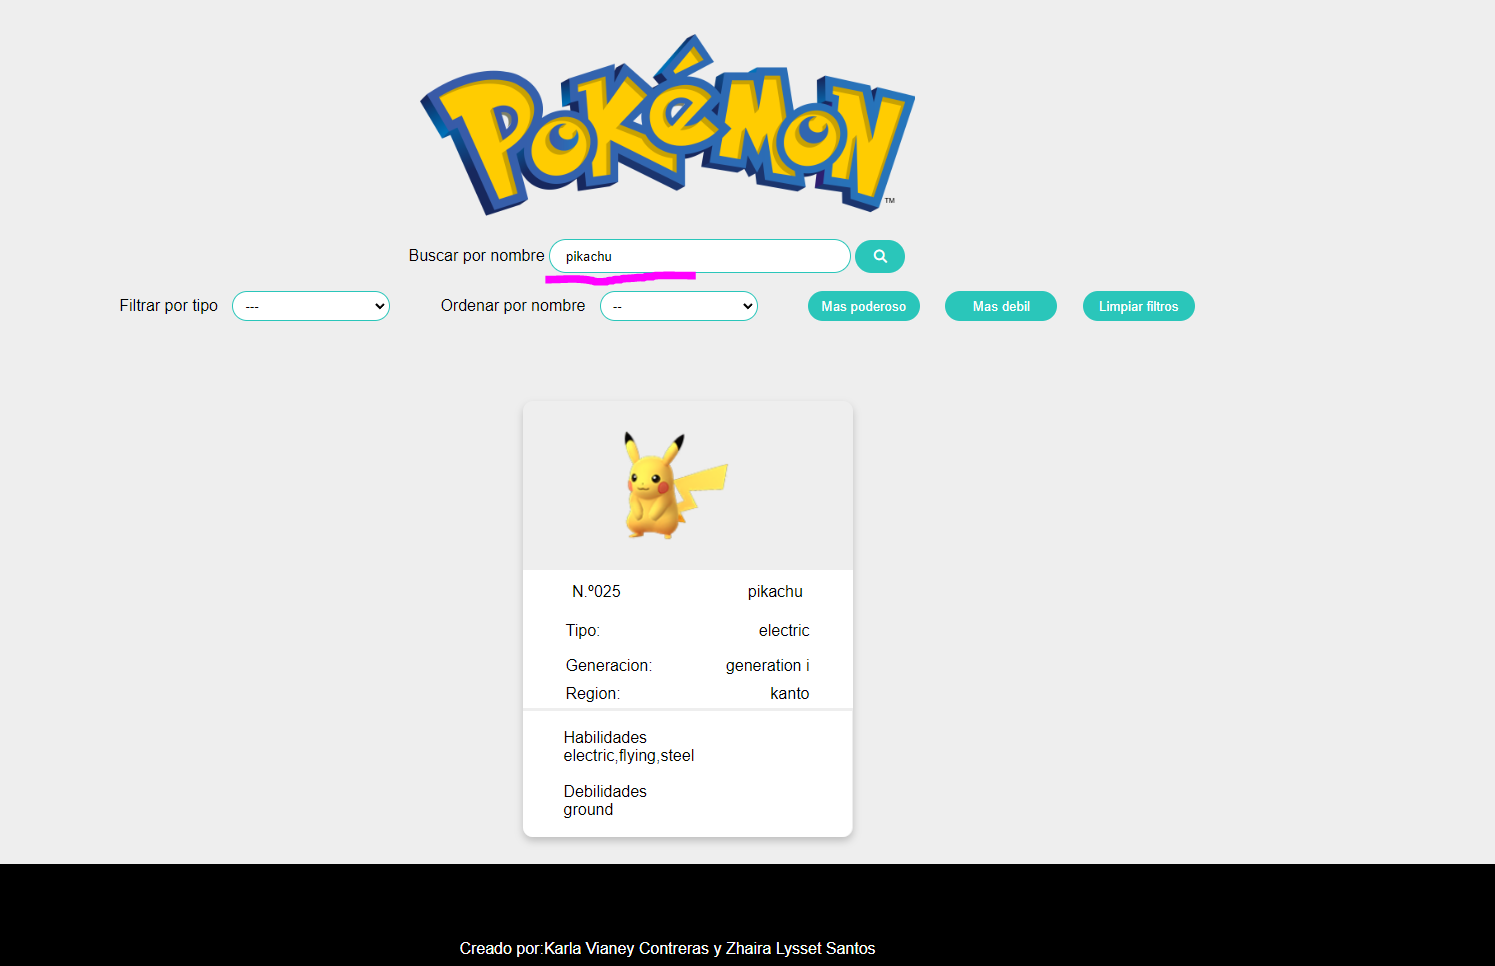 POKéMON
TM
Buscar por nombre pikachu
Filtrar por tipo --- Ordenar por nombre -- Mas poderoso Mas debil Limpiar filtros
N.º025 pikachu
Tipo: electric
Generacion: generation i
Region: kanto
Habilidades
electric,flying,steel
Debilidades
ground
Creado por:Karla Vianey Contreras y Zhaira Lysset Santos